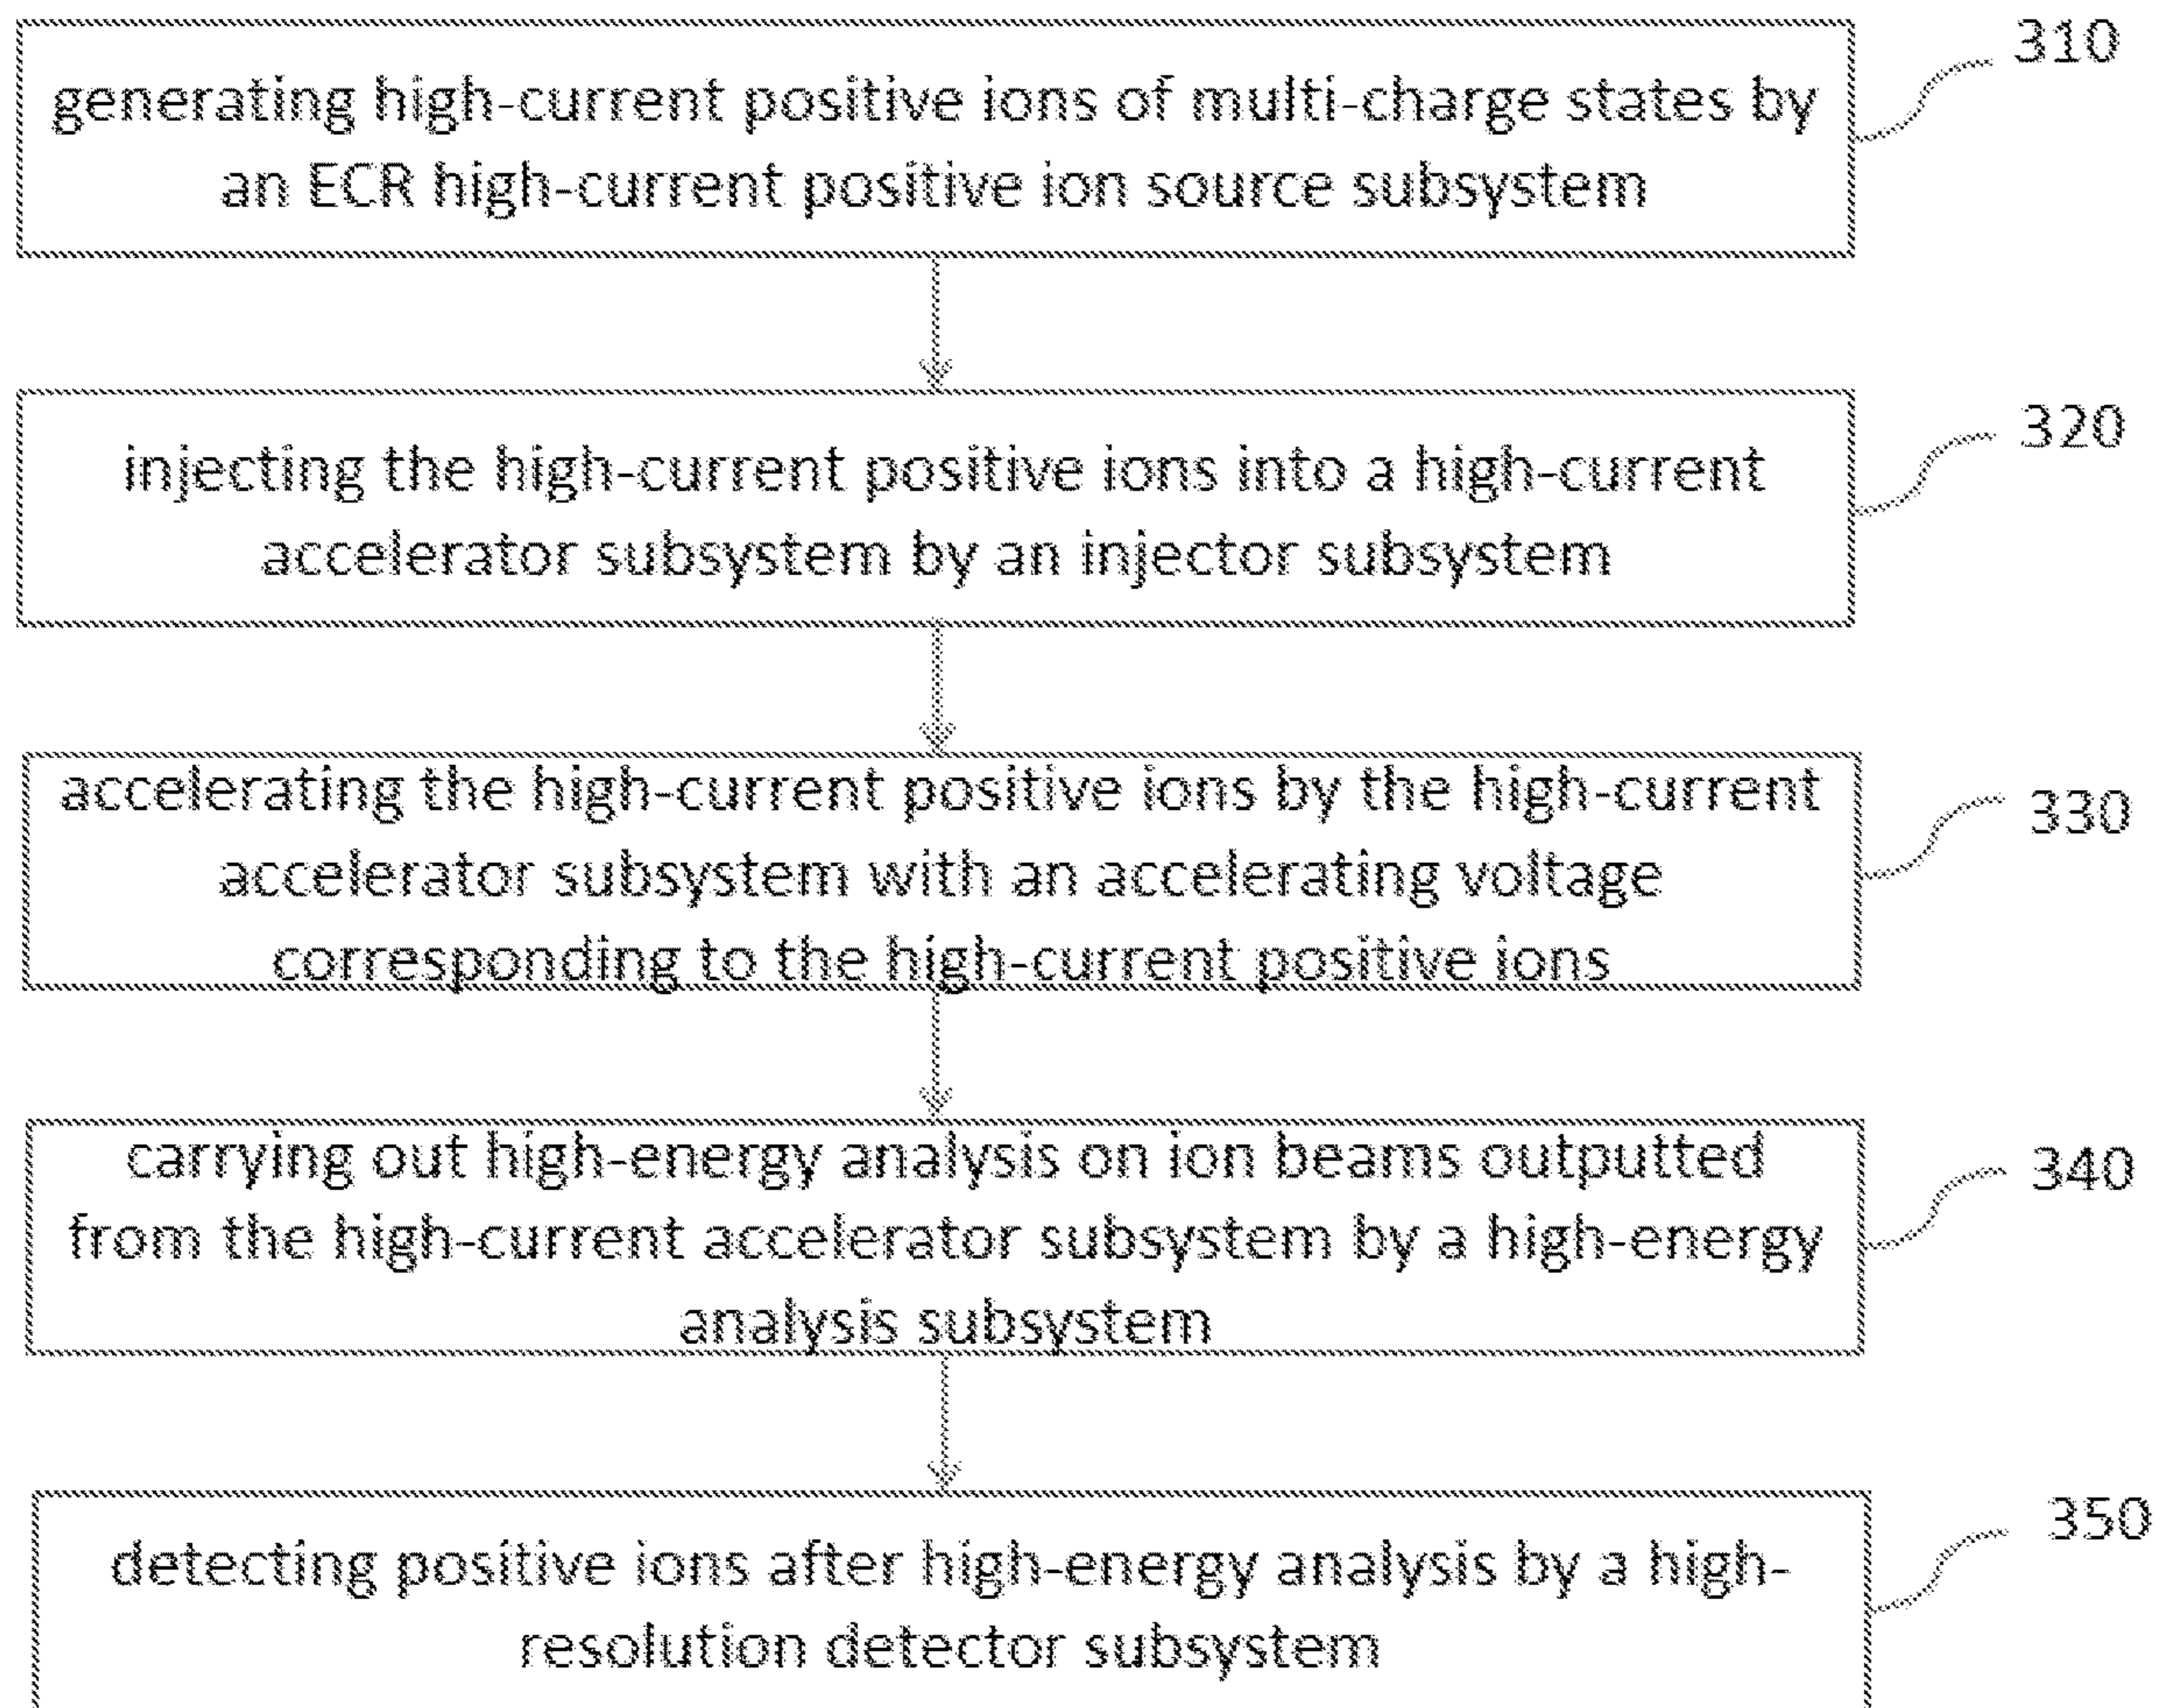 310
generating high-current positive ions of multi-charge states by
an ECR high-current positive ion source subsystem
320
injecting the high-current positive ions into a high-current
accelerator subsystem by an injector subsystem
330
accelerating the high-current positive ions by the high-current
accelerator subsystem with an accelerating voltage
corresponding to the high-current positive ions
340
carrying out high-energy analysis on ion beams outputted
from the high-current accelerator subsystem by a high-energy
analysis subsystem
350
detecting positive ions after high-energy analysis by a high-
resolution detector subsystem